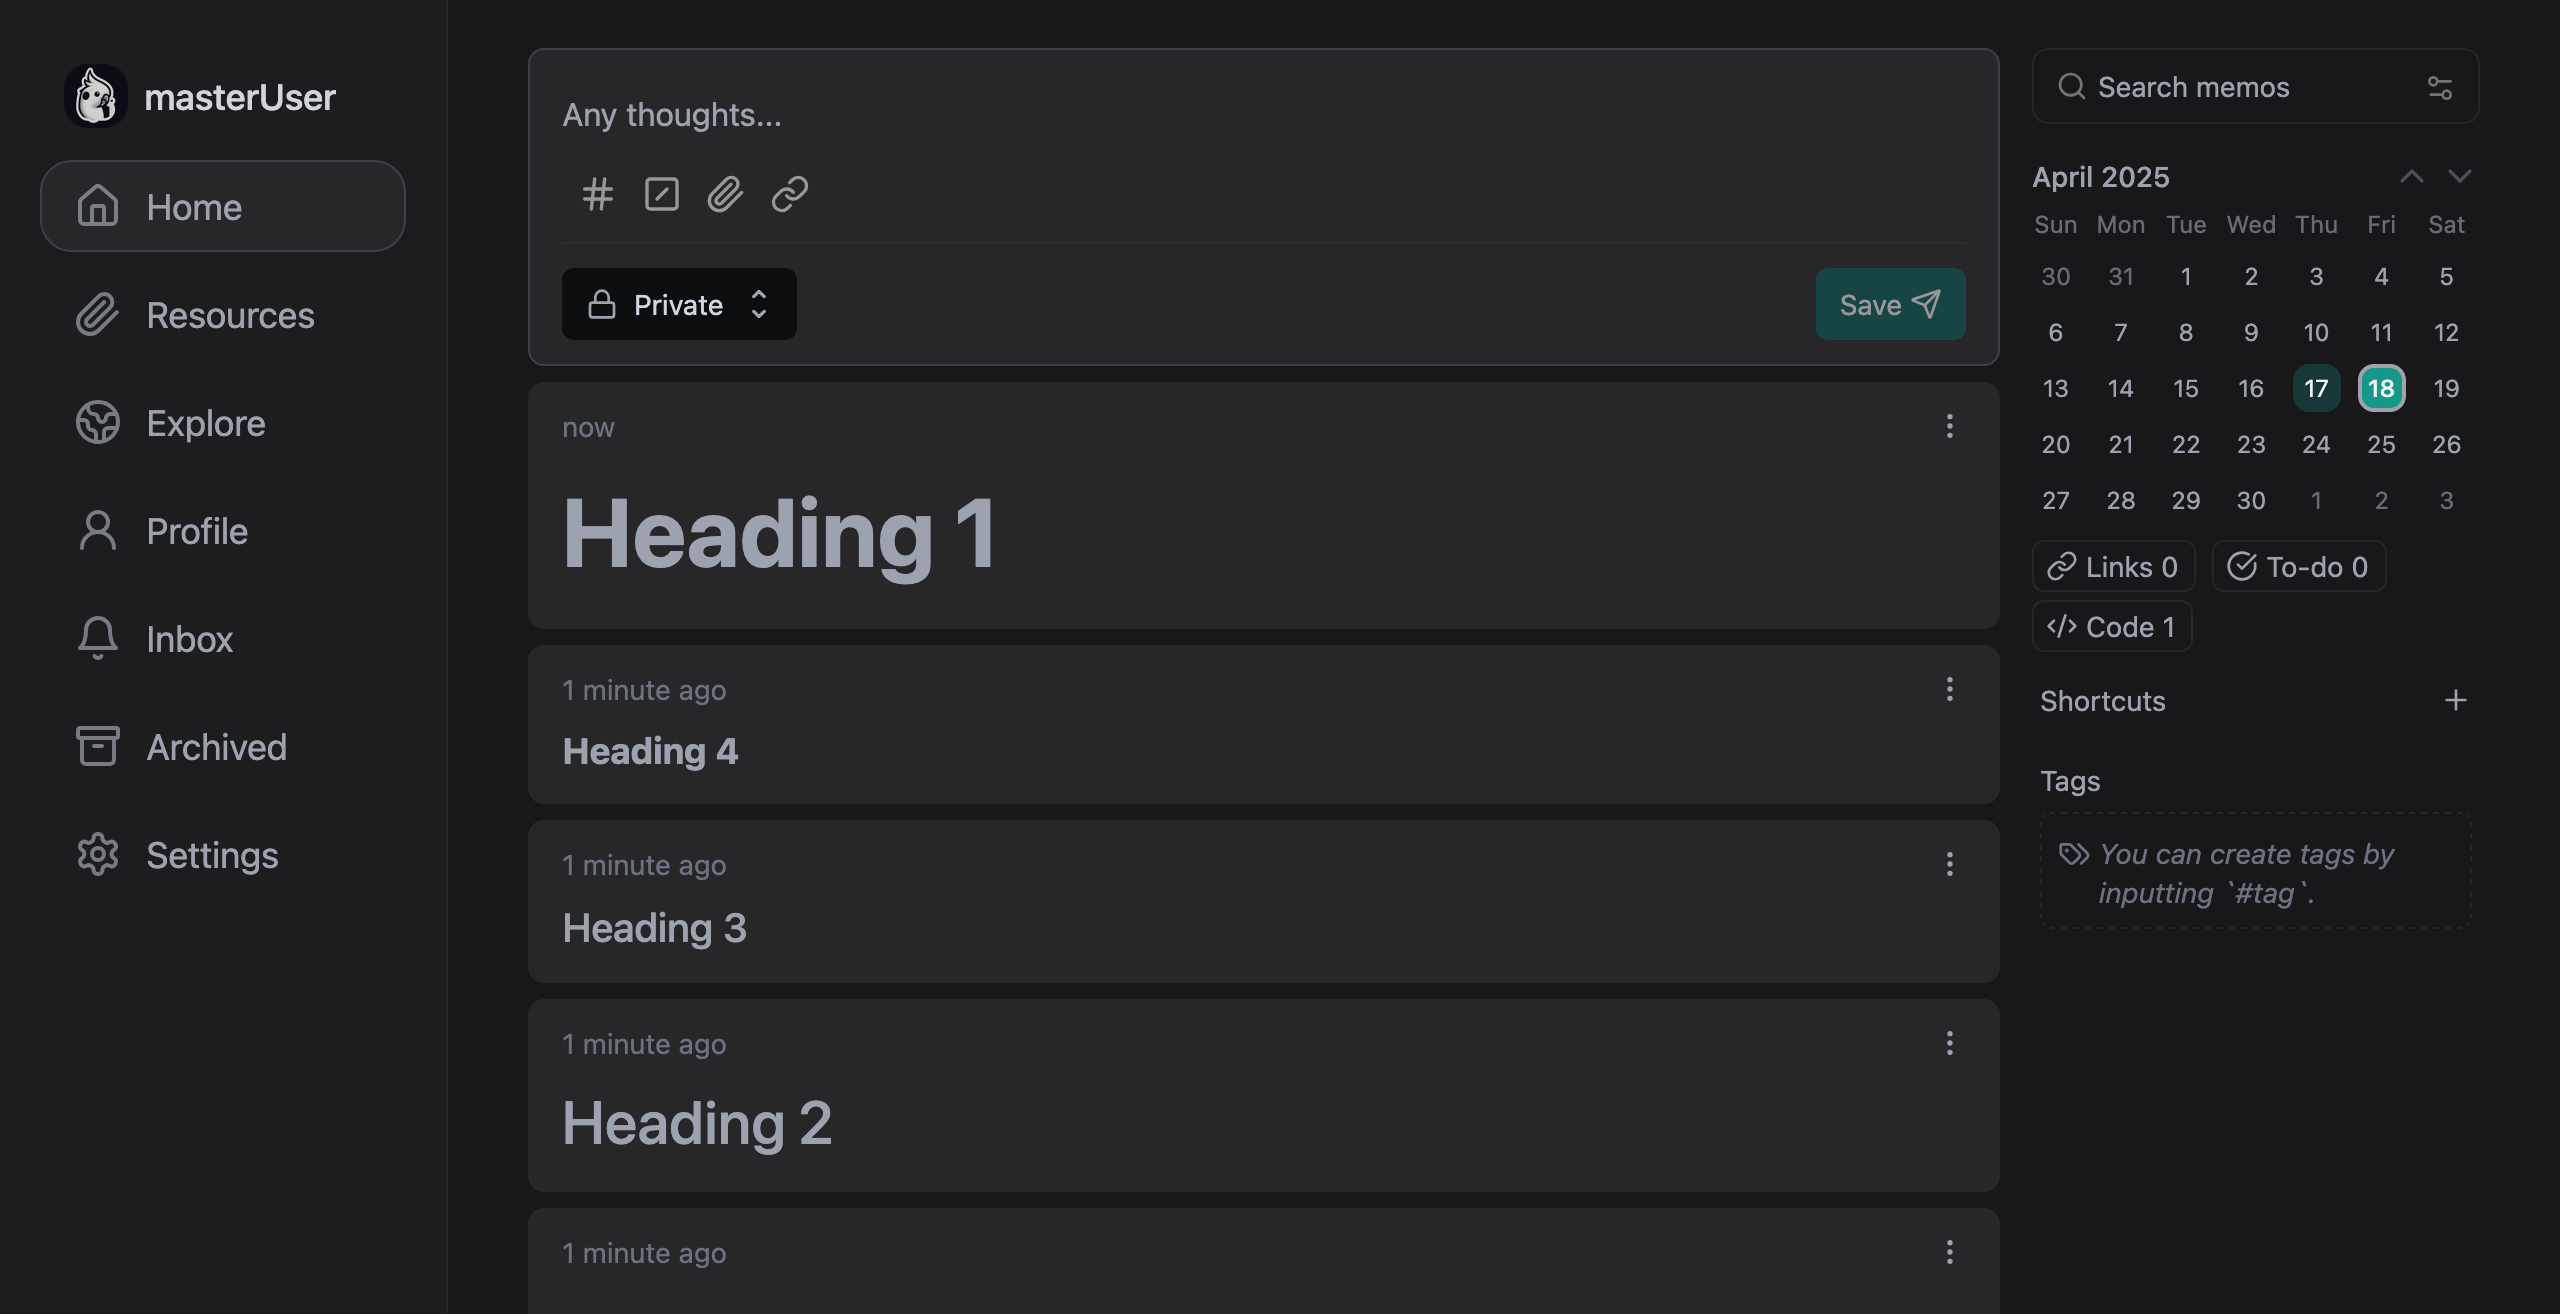 masterUser
Home
Resources
Explore
Profile
Inbox
Archived
Settings
Any thoughts...
Private
Save
now
Heading 1
1 minute ago
Heading 4
1 minute ago
Heading 3
1 minute ago
Heading 2
1 minute ago
Search memos
April 2025
Sun Mon Tue Wed Thu Fri Sat
30 31 1 2 3 4 5
6 7 8 9 10 11 12
13 14 15 16 17 18 19
20 21 22 23 24 25 26
27 28 29 30 1 2 3
Links 0 To-do 0
Code 1
Shortcuts
Tags
You can create tags by
inputting `#tag`.